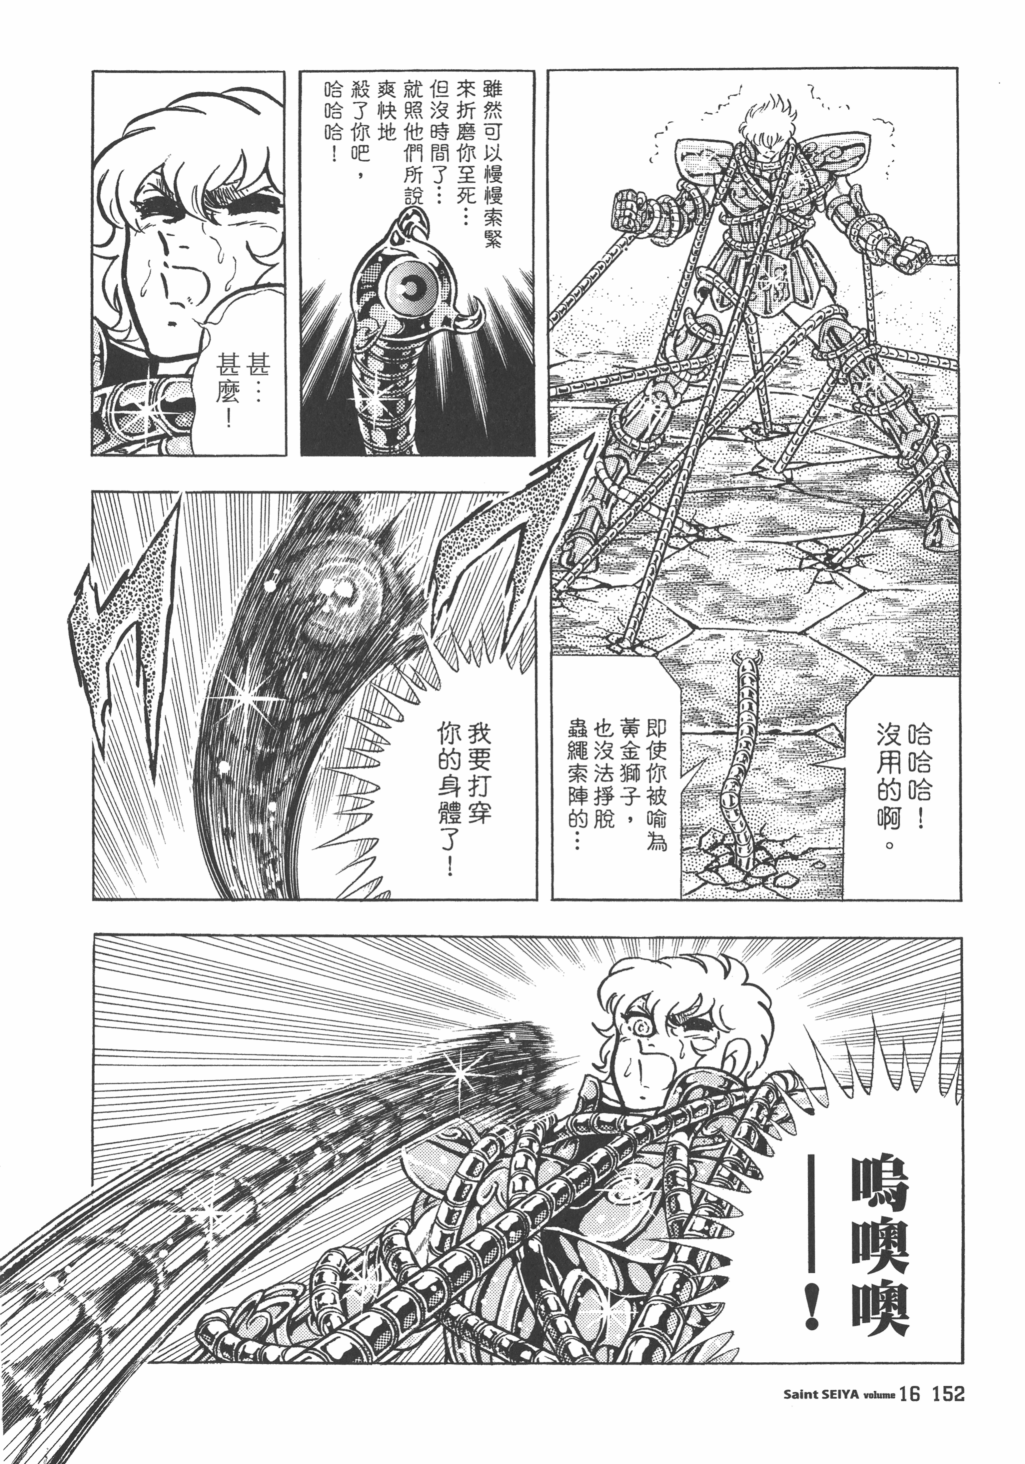 哈哈哈！
沒用的啊。
即使你被喻為
黃金獅子，
也沒法掙脫
蟲繩索陣的…
雖然可以慢慢索緊
來折磨你至死…
但沒時間了…
就照他們所說
爽快地
殺了你吧，
哈哈哈！
甚…
甚麼！
我要打穿
你的身體了！
嗚噢噢
——！
Saint SEIYA volume 16 152